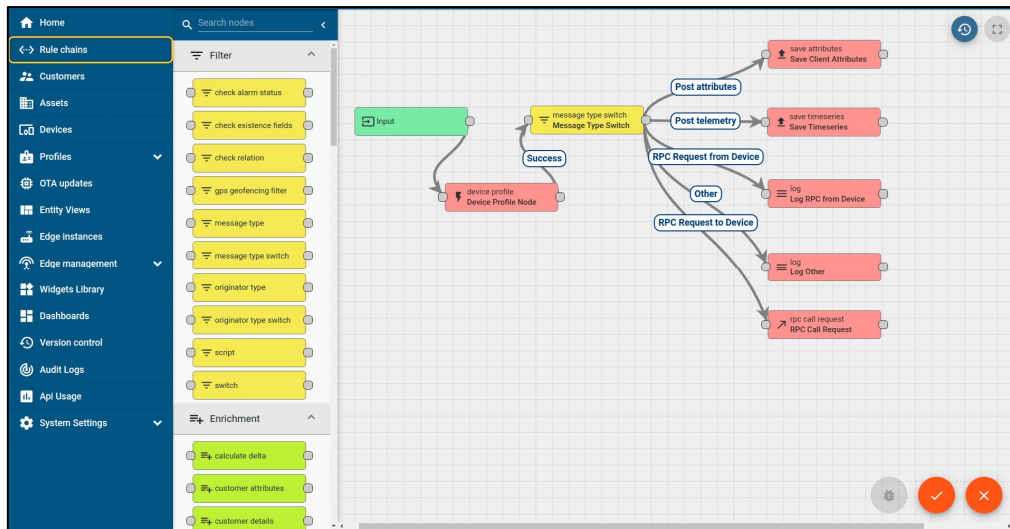 Home
Rule chains
Customers
Assets
Devices
Profiles
OTA updates
Entity Views
Edge instances
Edge management
Widgets Library
Dashboards
Version control
Audit Logs
Api Usage
System Settings
Search nodes
Filter
check alarm status
check existence fields
check relation
gps geofencing filter
message type
message type switch
originator type
originator type switch
script
switch
Enrichment
calculate delta
customer attributes
customer details
Input
device profile
Device Profile Node
Success
message type switch
Message Type Switch
Post attributes
Post telemetry
RPC Request from Device
Other
RPC Request to Device
save attributes
Save Client Attributes
save timeseries
Save Timeseries
log
Log RPC from Device
log
Log Other
rpc call request
RPC Call Request